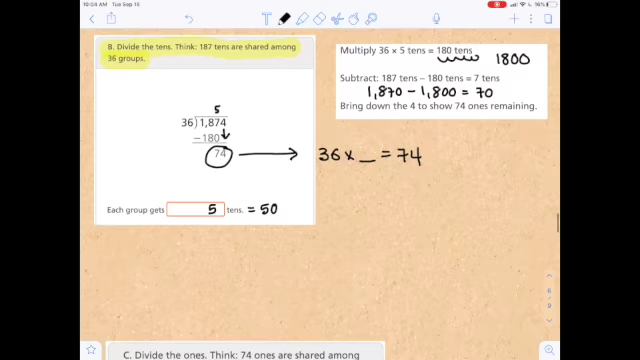 10:04 AM Tue Sep 15
16%
B. Divide the tens. Think: 187 tens are shared among
36 groups.
5
36)1,874
−180
74
Each group gets 5 tens. = 50
Multiply 36 × 5 tens = 180 tens 1800
Subtract: 187 tens − 180 tens = 7 tens
1,870 − 1,800 = 70
Bring down the 4 to show 74 ones remaining.
36 × _ = 74
C. Divide the ones. Think: 74 ones are shared among